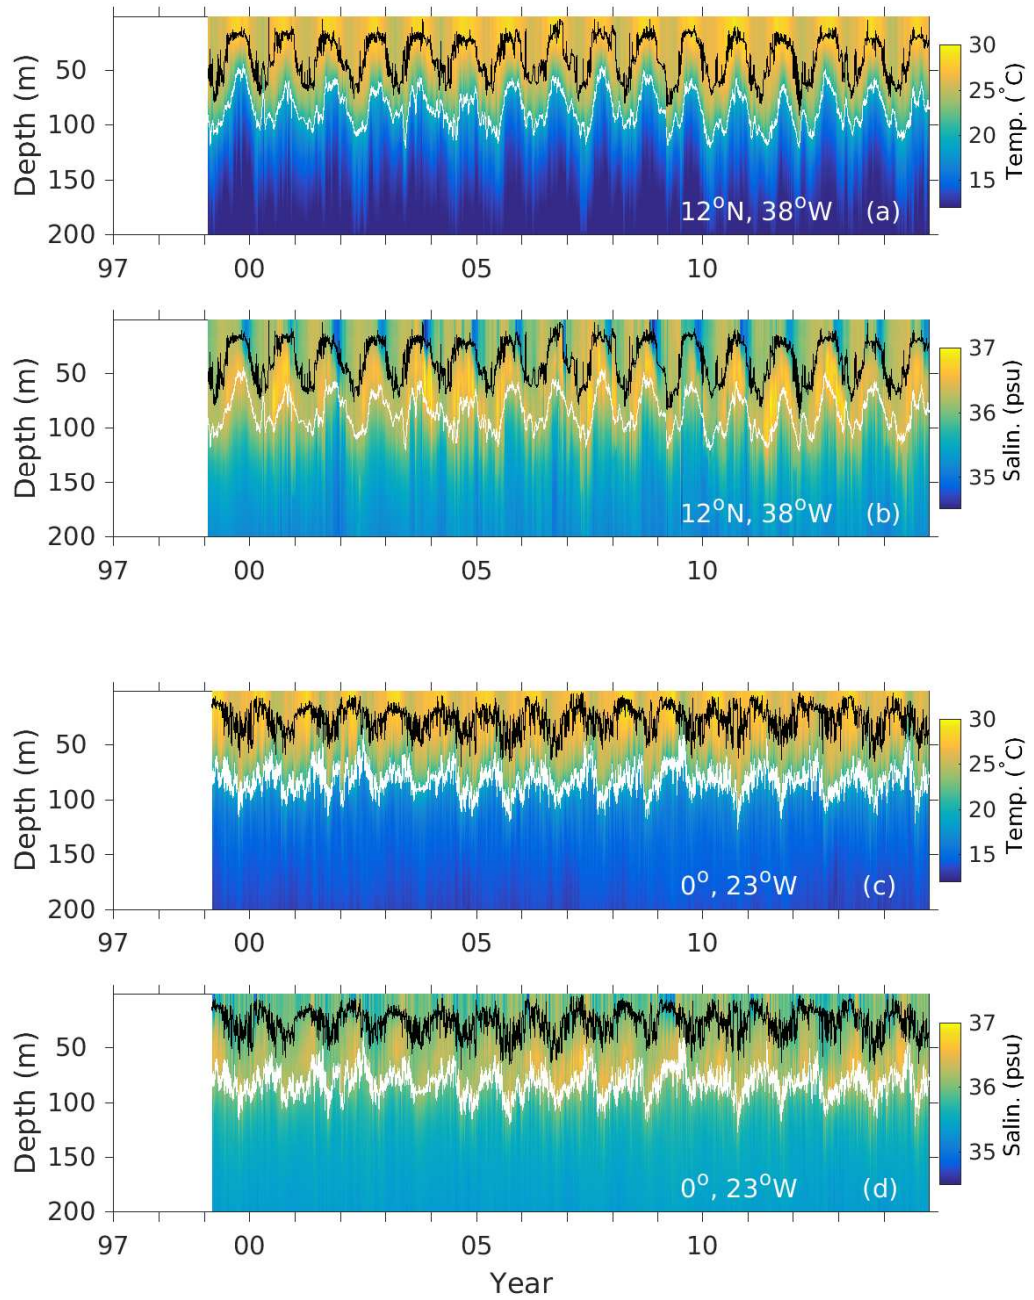 50
100
150
200
Depth (m)
30
25
20
15
Temp. (°C)
12°N, 38°W (a)
97 00 05 10
50
100
150
200
Depth (m)
37
36
35
Salin. (psu)
12°N, 38°W (b)
97 00 05 10
50
100
150
200
Depth (m)
30
25
20
15
Temp. (°C)
0°, 23°W (c)
97 00 05 10
50
100
150
200
Depth (m)
37
36
35
Salin. (psu)
0°, 23°W (d)
97 00 05 10
Year